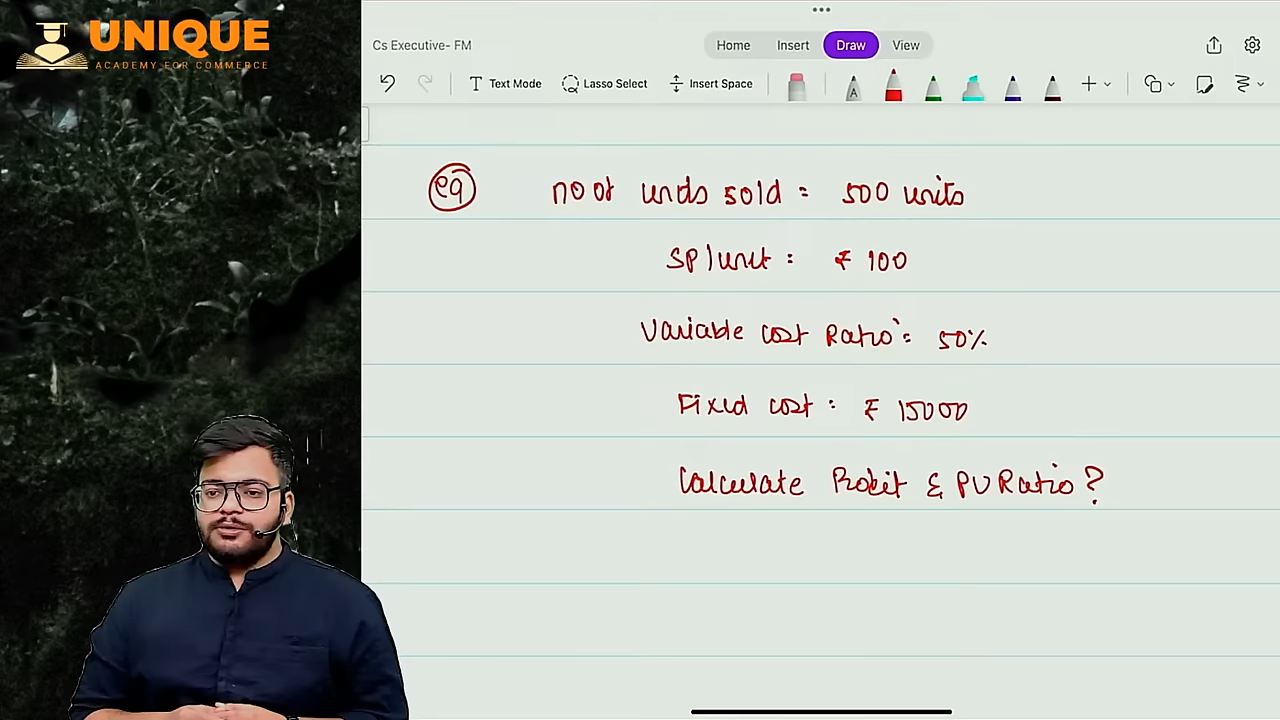 UNIQUE
ACADEMY FOR COMMERCE
Cs Executive- FM
Home Insert Draw View
Text Mode Lasso Select Insert Space
A
eg no of units sold = 500 units
SP/unit : ₹ 100
Variable cost Ratio = 50%
Fixed cost : ₹ 15000
Calculate Profit & PV Ratio?